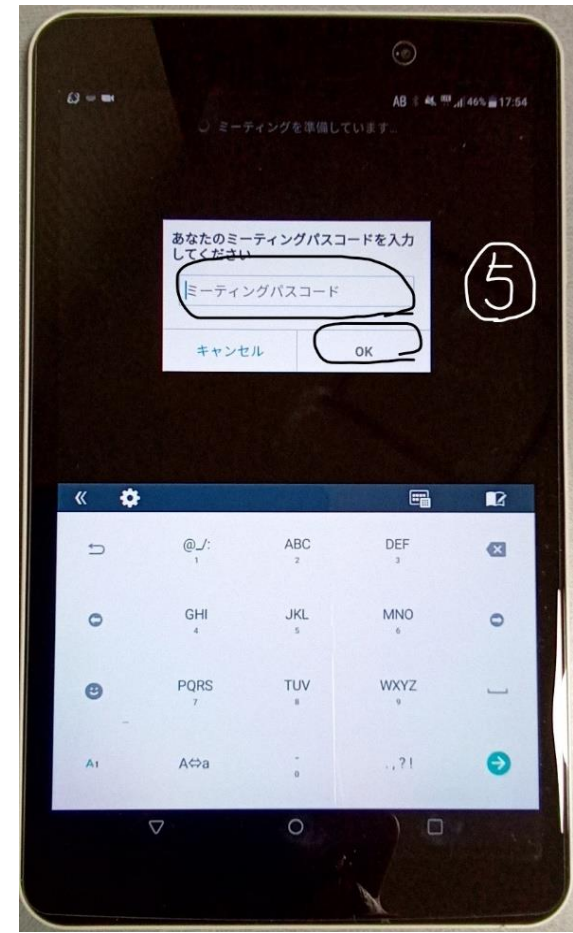 AB 46% 17:54
ミーティングを準備しています...
あなたのミーティングパスコードを入力
してください
ミーティングパスコード
⑤
キャンセル OK
@_/: ABC DEF
1 2 3
GHI JKL MNO
4 5 6
PQRS TUV WXYZ
7 8 9
A1 A⇔a - . , ? !
0